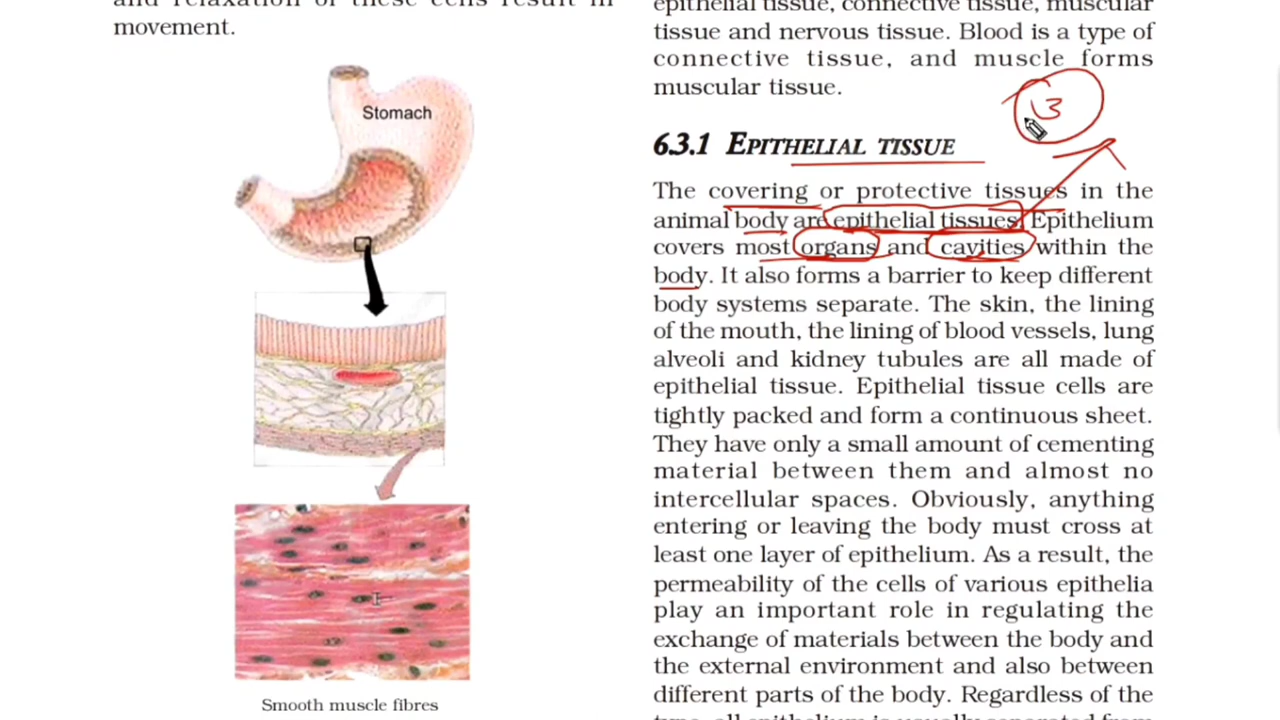 and relaxation of these cells result in
movement.
Stomach
Smooth muscle fibres
epithelial tissue, connective tissue, muscular
tissue and nervous tissue. Blood is a type of
connective tissue, and muscle forms
muscular tissue.
13
6.3.1 EPITHELIAL TISSUE
The covering or protective tissues in the
animal body are epithelial tissues. Epithelium
covers most organs and cavities within the
body. It also forms a barrier to keep different
body systems separate. The skin, the lining
of the mouth, the lining of blood vessels, lung
alveoli and kidney tubules are all made of
epithelial tissue. Epithelial tissue cells are
tightly packed and form a continuous sheet.
They have only a small amount of cementing
material between them and almost no
intercellular spaces. Obviously, anything
entering or leaving the body must cross at
least one layer of epithelium. As a result, the
permeability of the cells of various epithelia
play an important role in regulating the
exchange of materials between the body and
the external environment and also between
different parts of the body. Regardless of the
type, all epithelium is usually separated from